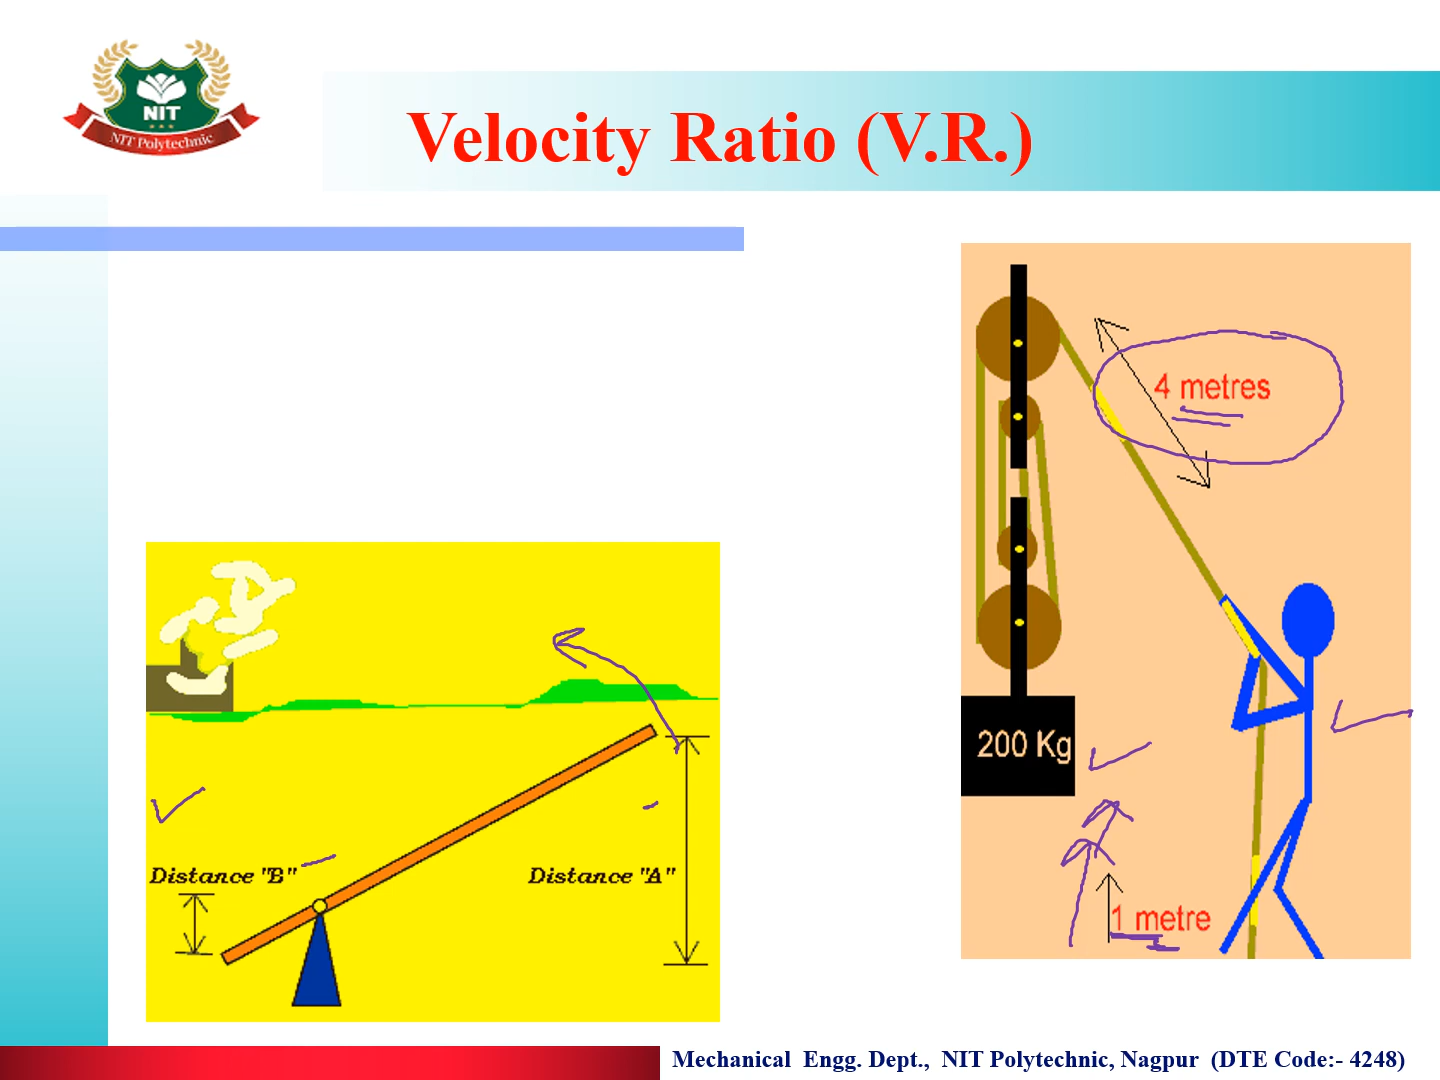 NIT
NIT Polytechnic
Velocity Ratio (V.R.)
4 metres
200 Kg
1 metre
Distance "B"
Distance "A"
Mechanical Engg. Dept., NIT Polytechnic, Nagpur (DTE Code:- 4248)